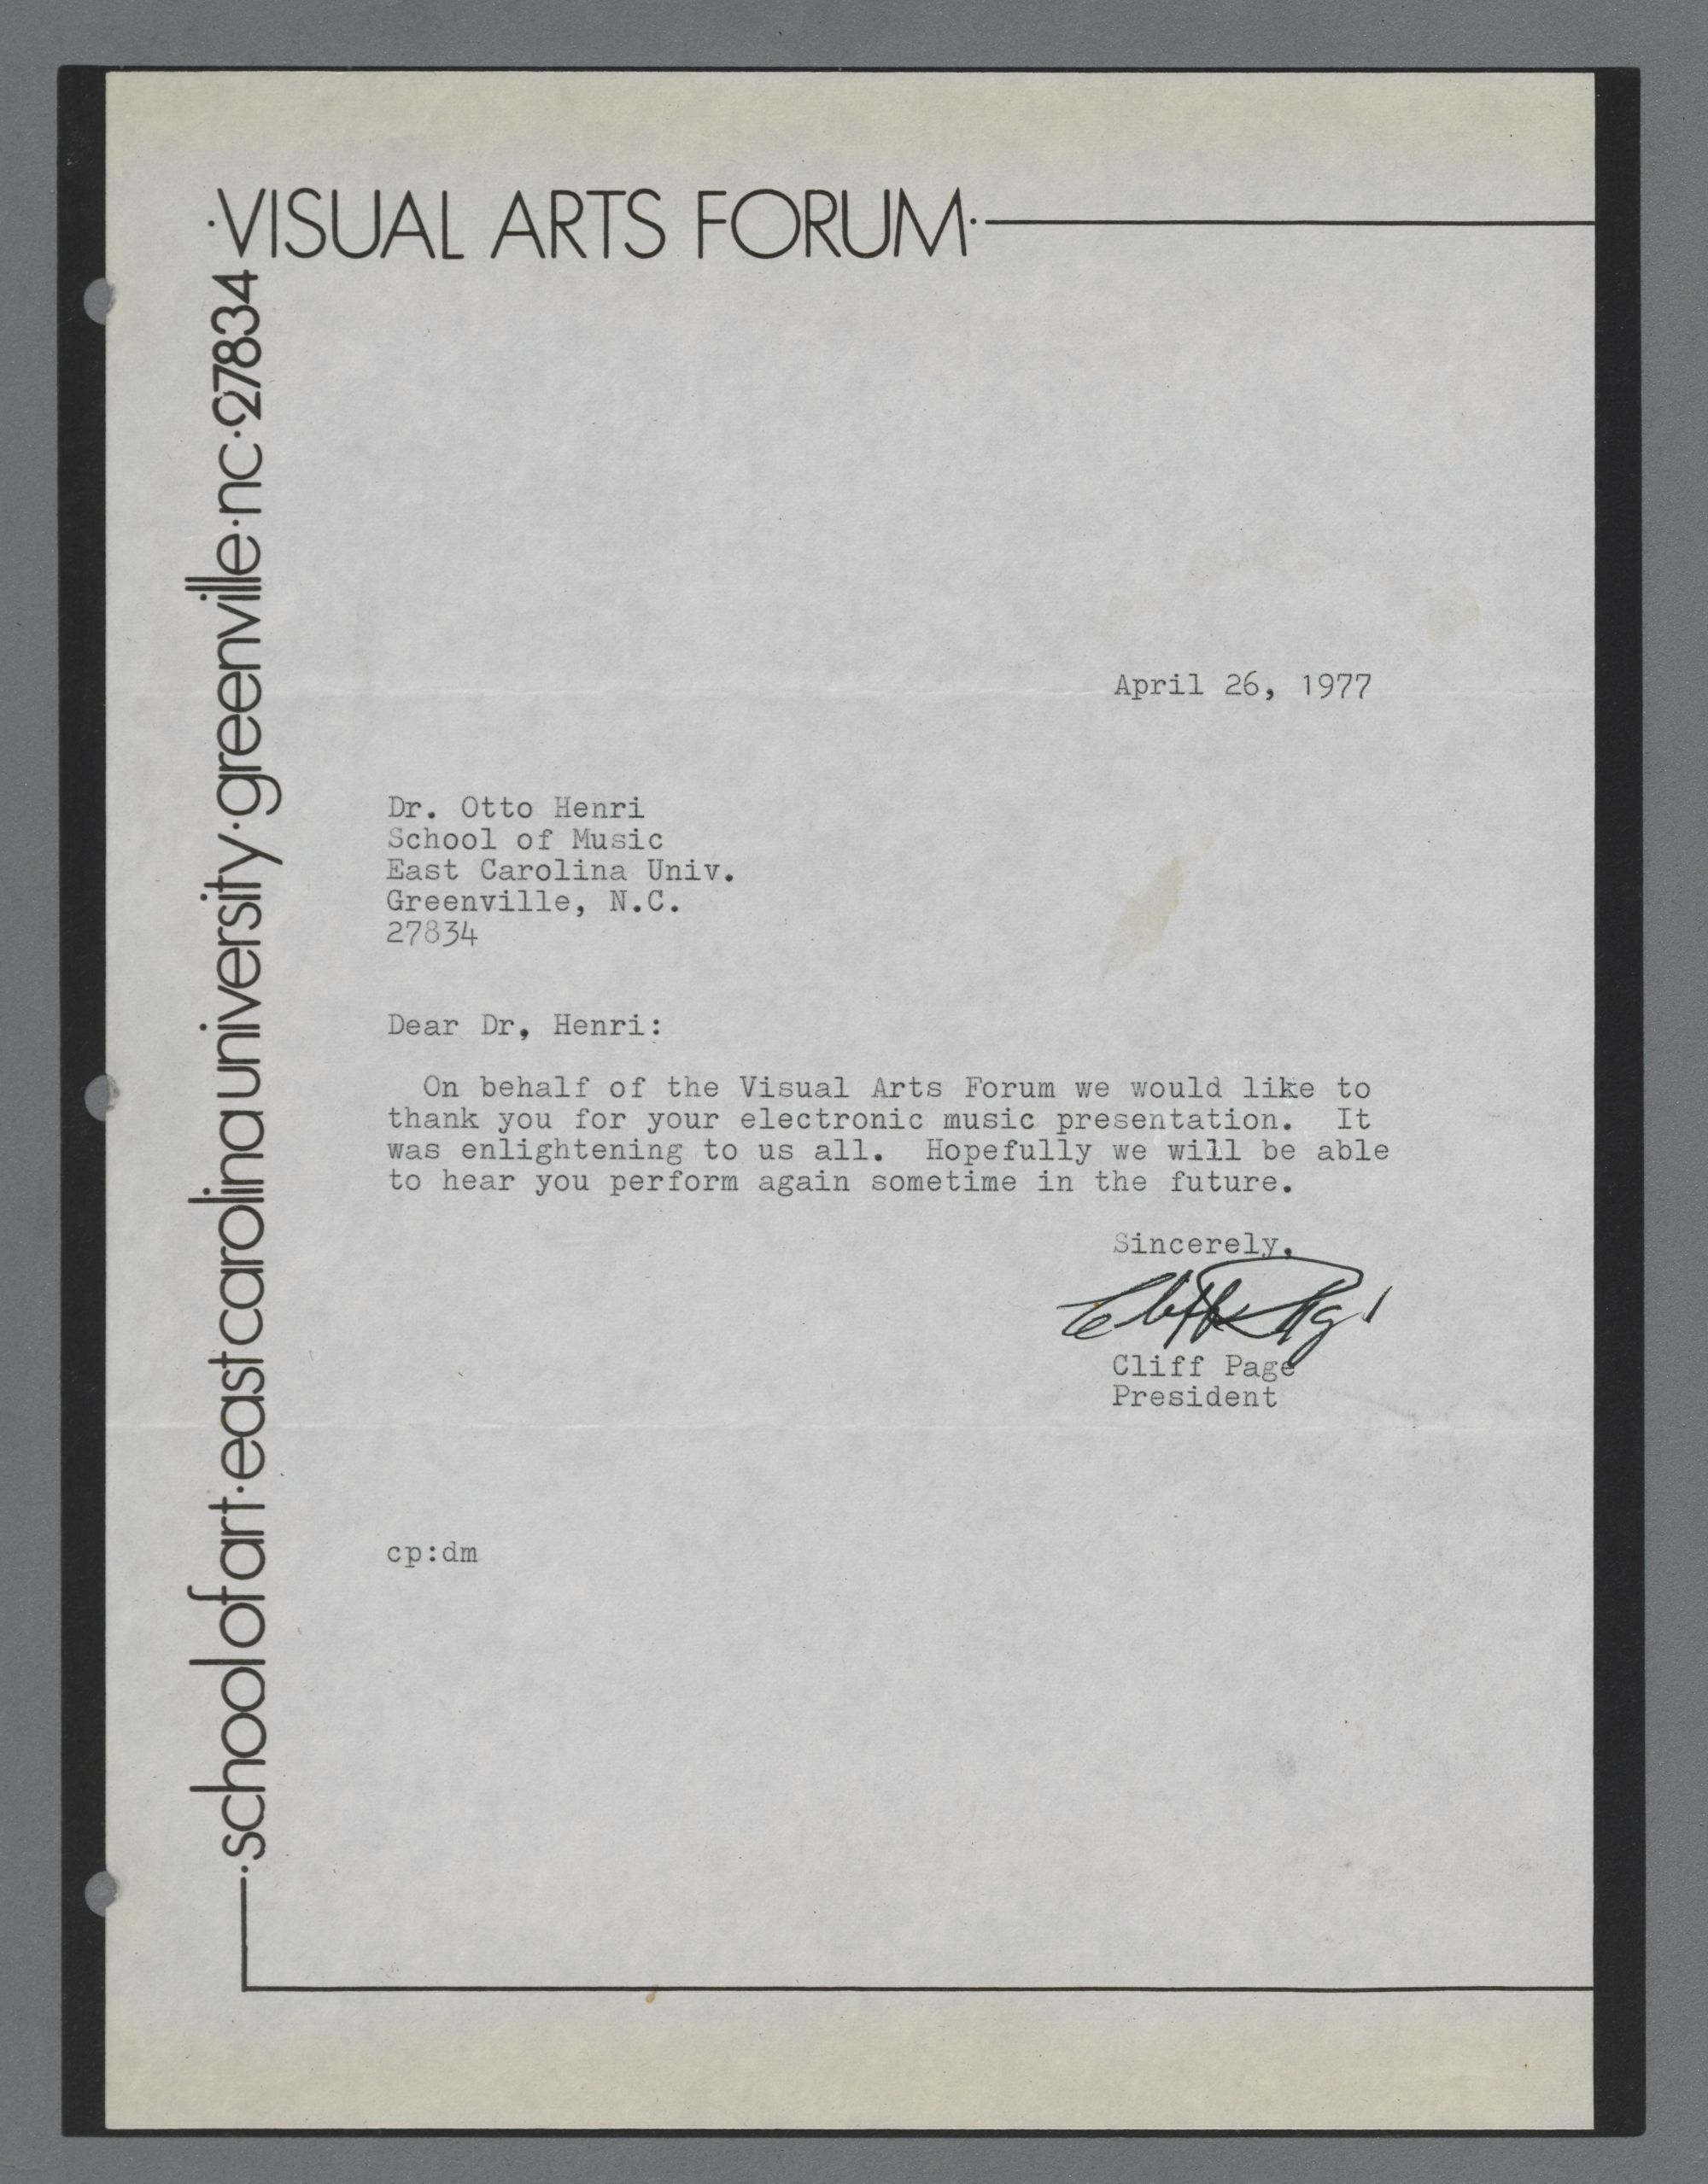 ·VISUAL ARTS FORUM·
·school of art·east carolina university·greenville·nc·27834
April 26, 1977
Dr. Otto Henri
School of Music
East Carolina Univ.
Greenville, N.C.
27834
Dear Dr, Henri:
On behalf of the Visual Arts Forum we would like to
thank you for your electronic music presentation.  It
was enlightening to us all.  Hopefully we will be able
to hear you perform again sometime in the future.
Sincerely,
Cliff Page
Cliff Page
President
cp:dm